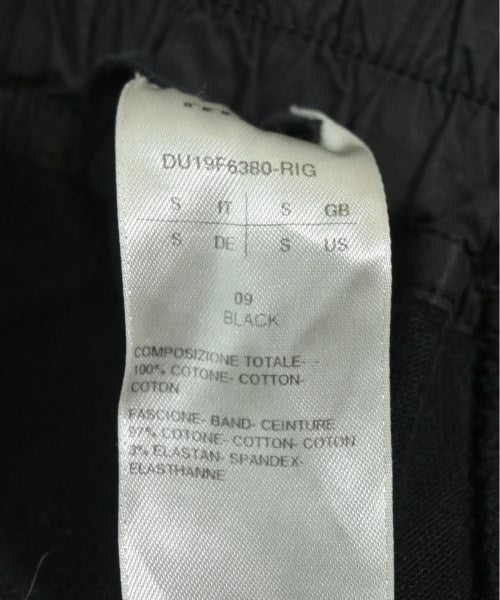 DU19F6380-RIG
S IT S GB
S DE S US
09
BLACK
COMPOSIZIONE TOTALE- -
100% COTONE- COTTON-
COTON
FASCIONE- BAND- CEINTURE
97% COTONE- COTTON- COTON
3% ELASTAN- SPANDEX-
ELASTHANNE